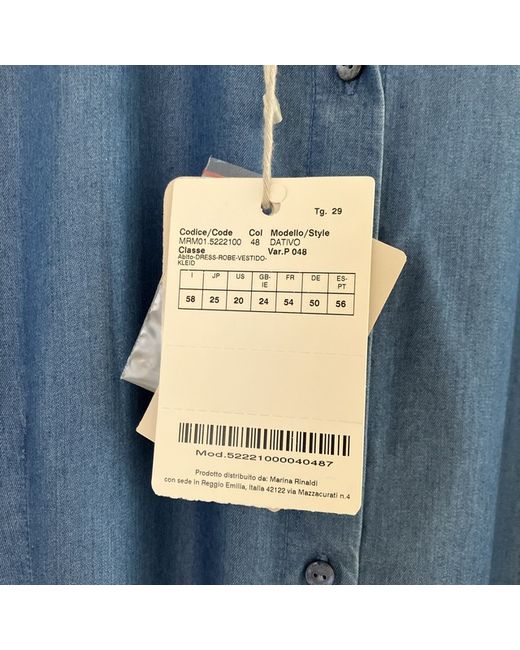 Tg. 29
Codice/Code Col Modello/Style
MRM01.5222100 48 DATIVO
Classe Var.P 048
Abito-DRESS-ROBE-VESTIDO-
KLEID
I JP US GB-IE FR DE ES-PT
58 25 20 24 54 50 56
Mod.52221000040487
Prodotto distribuito da: Marina Rinaldi
con sede in Reggio Emilia, Italia 42122 via Mazzacurati n.4